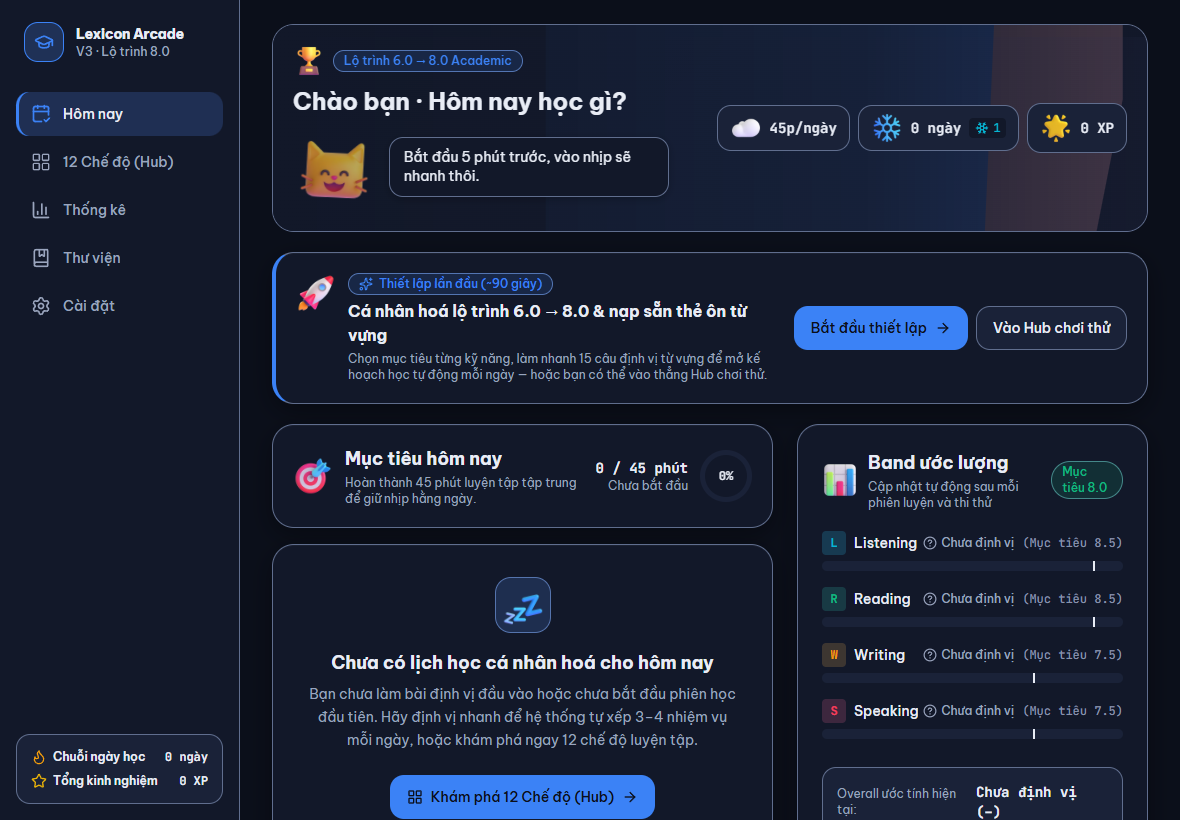 Lexicon Arcade
V3 · Lộ trình 8.0
Hôm nay
12 Chế độ (Hub)
Thống kê
Thư viện
Cài đặt
Chuỗi ngày học 0 ngày
Tổng kinh nghiệm 0 XP
Lộ trình 6.0 → 8.0 Academic
Chào bạn · Hôm nay học gì?
Bắt đầu 5 phút trước, vào nhịp sẽ
nhanh thôi.
45p/ngày
0 ngày
1
0 XP
Thiết lập lần đầu (~90 giây)
Cá nhân hoá lộ trình 6.0 → 8.0 & nạp sẵn thẻ ôn từ
vựng
Chọn mục tiêu từng kỹ năng, làm nhanh 15 câu định vị từ vựng để mở kế
hoạch học tự động mỗi ngày — hoặc bạn có thể vào thẳng Hub chơi thử.
Bắt đầu thiết lập →
Vào Hub chơi thử
Mục tiêu hôm nay
Hoàn thành 45 phút luyện tập tập trung
để giữ nhịp hằng ngày.
0 / 45 phút
Chưa bắt đầu
0%
Chưa có lịch học cá nhân hoá cho hôm nay
Bạn chưa làm bài định vị đầu vào hoặc chưa bắt đầu phiên học
đầu tiên. Hãy định vị nhanh để hệ thống tự xếp 3–4 nhiệm vụ
mỗi ngày, hoặc khám phá ngay 12 chế độ luyện tập.
Khám phá 12 Chế độ (Hub) →
Band ước lượng
Cập nhật tự động sau mỗi
phiên luyện và thi thử
Mục
tiêu 8.0
L Listening Chưa định vị (Mục tiêu 8.5)
R Reading Chưa định vị (Mục tiêu 8.5)
W Writing Chưa định vị (Mục tiêu 7.5)
S Speaking Chưa định vị (Mục tiêu 7.5)
Overall ước tính hiện
tại:
Chưa định vị
(–)